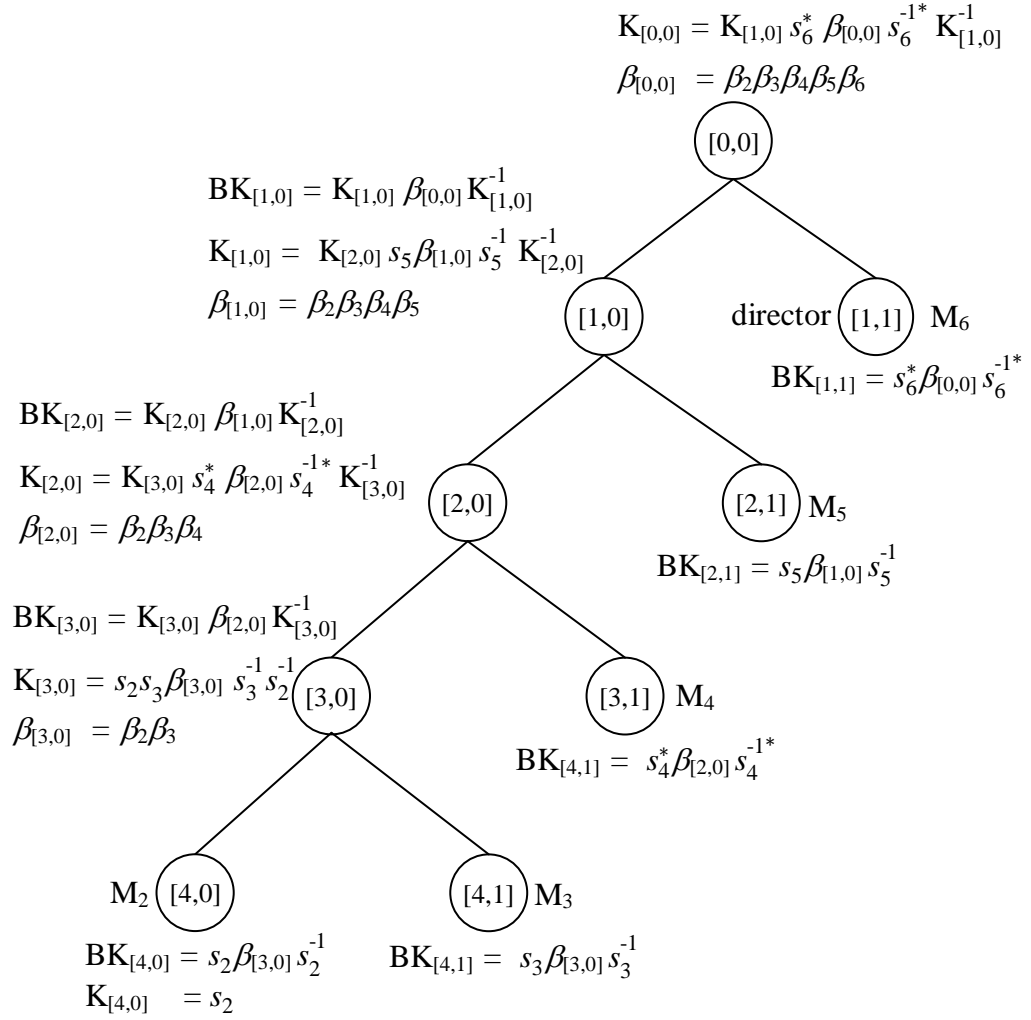 K[0,0] = K[1,0] s₆* β[0,0] s₆⁻¹* K[1,0]⁻¹
β[0,0] = β₂β₃β₄β₅β₆
[0,0]
BK[1,0] = K[1,0] β[0,0] K[1,0]⁻¹
K[1,0] = K[2,0] s₅β[1,0] s₅⁻¹ K[2,0]⁻¹
β[1,0] = β₂β₃β₄β₅
[1,0]
director [1,1] M₆
BK[1,1] = s₆*β[0,0] s₆⁻¹*
BK[2,0] = K[2,0] β[1,0] K[2,0]⁻¹
K[2,0] = K[3,0] s₄* β[2,0] s₄⁻¹* K[3,0]⁻¹
β[2,0] = β₂β₃β₄
[2,0]
[2,1] M₅
BK[2,1] = s₅β[1,0] s₅⁻¹
BK[3,0] = K[3,0] β[2,0] K[3,0]⁻¹
K[3,0] = s₂s₃β[3,0] s₃⁻¹ s₂⁻¹
β[3,0] = β₂β₃
[3,0]
[3,1] M₄
BK[4,1] = s₄*β[2,0] s₄⁻¹*
M₂ [4,0]
[4,1] M₃
BK[4,0] = s₂β[3,0] s₂⁻¹
K[4,0] = s₂
BK[4,1] = s₃β[3,0] s₃⁻¹